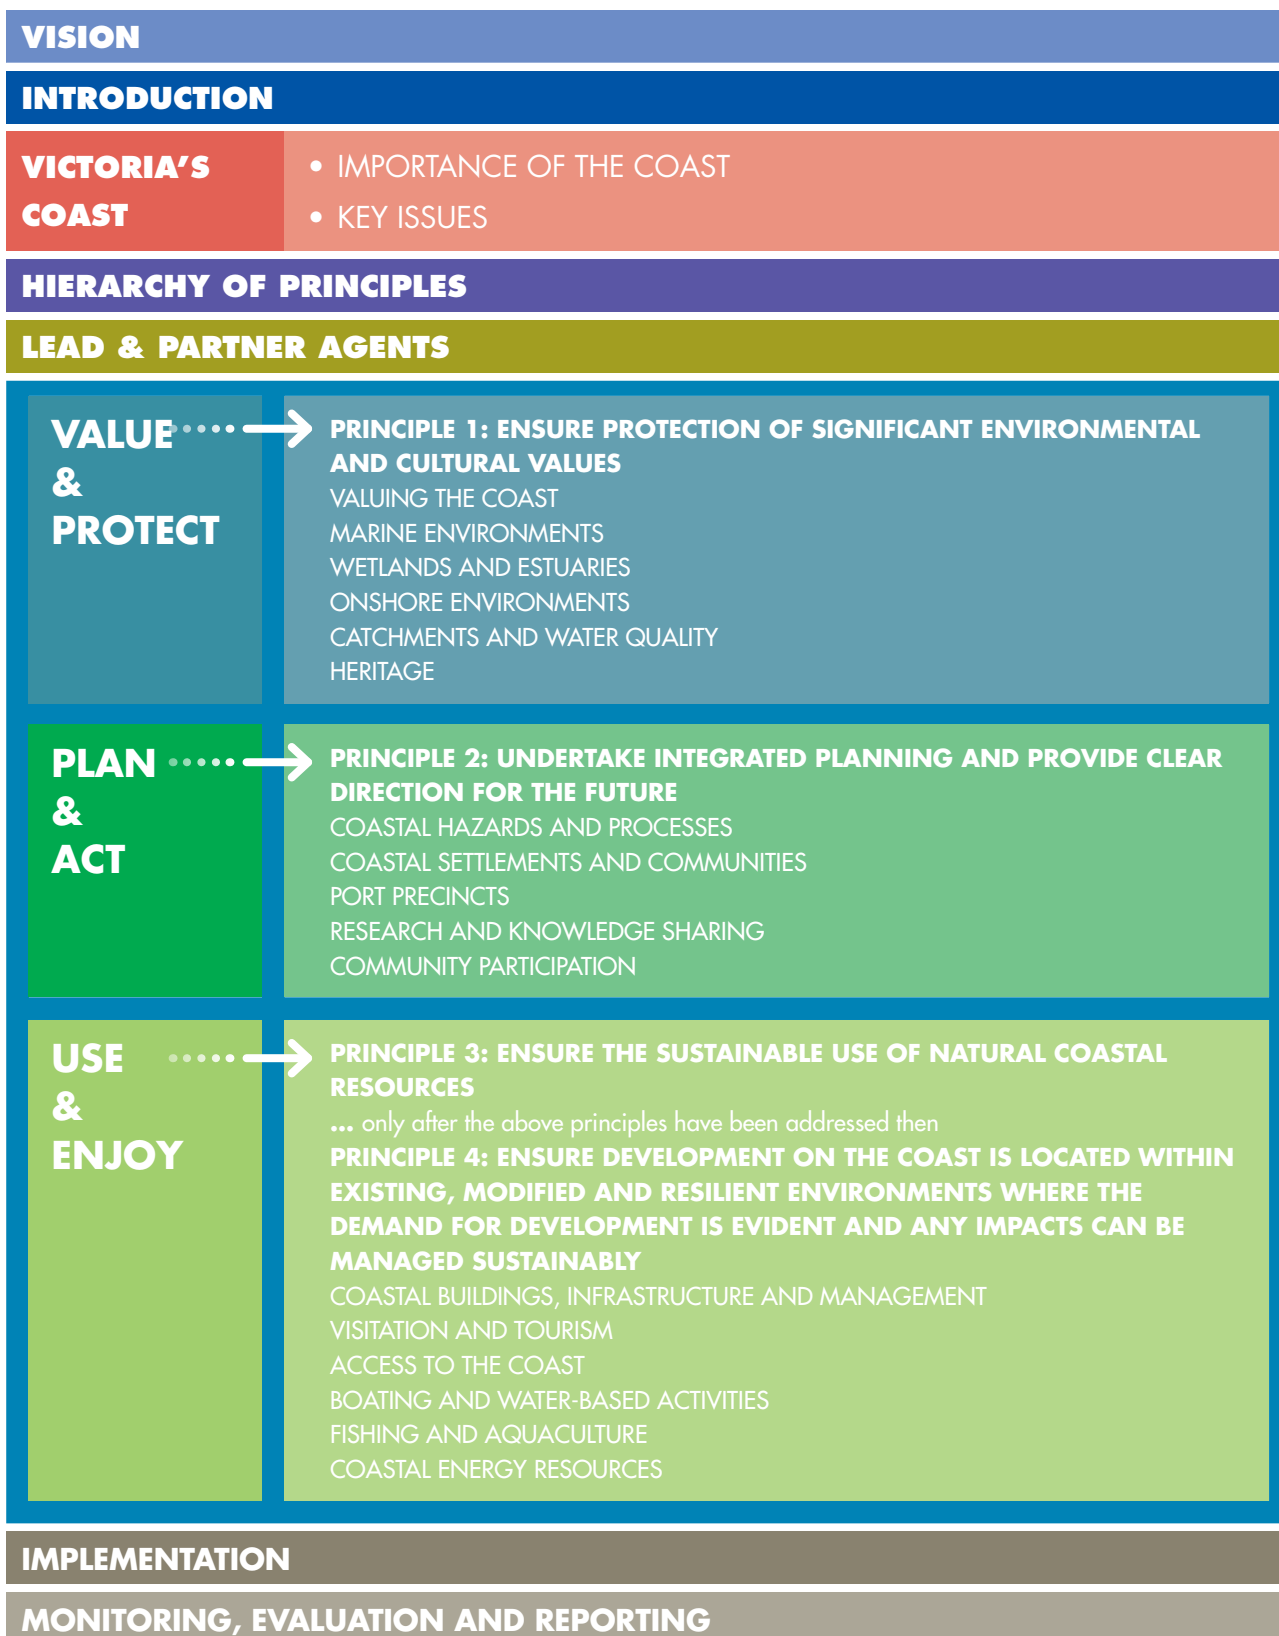 VISION
INTRODUCTION
VICTORIA'S
COAST
• IMPORTANCE OF THE COAST
• KEY ISSUES
HIERARCHY OF PRINCIPLES
LEAD & PARTNER AGENTS
VALUE
&
PROTECT
PRINCIPLE 1: ENSURE PROTECTION OF SIGNIFICANT ENVIRONMENTAL
AND CULTURAL VALUES
VALUING THE COAST
MARINE ENVIRONMENTS
WETLANDS AND ESTUARIES
ONSHORE ENVIRONMENTS
CATCHMENTS AND WATER QUALITY
HERITAGE
PLAN
&
ACT
PRINCIPLE 2: UNDERTAKE INTEGRATED PLANNING AND PROVIDE CLEAR
DIRECTION FOR THE FUTURE
COASTAL HAZARDS AND PROCESSES
COASTAL SETTLEMENTS AND COMMUNITIES
PORT PRECINCTS
RESEARCH AND KNOWLEDGE SHARING
COMMUNITY PARTICIPATION
USE
&
ENJOY
PRINCIPLE 3: ENSURE THE SUSTAINABLE USE OF NATURAL COASTAL
RESOURCES
... only after the above principles have been addressed then
PRINCIPLE 4: ENSURE DEVELOPMENT ON THE COAST IS LOCATED WITHIN
EXISTING, MODIFIED AND RESILIENT ENVIRONMENTS WHERE THE
DEMAND FOR DEVELOPMENT IS EVIDENT AND ANY IMPACTS CAN BE
MANAGED SUSTAINABLY
COASTAL BUILDINGS, INFRASTRUCTURE AND MANAGEMENT
VISITATION AND TOURISM
ACCESS TO THE COAST
BOATING AND WATER-BASED ACTIVITIES
FISHING AND AQUACULTURE
COASTAL ENERGY RESOURCES
IMPLEMENTATION
MONITORING, EVALUATION AND REPORTING